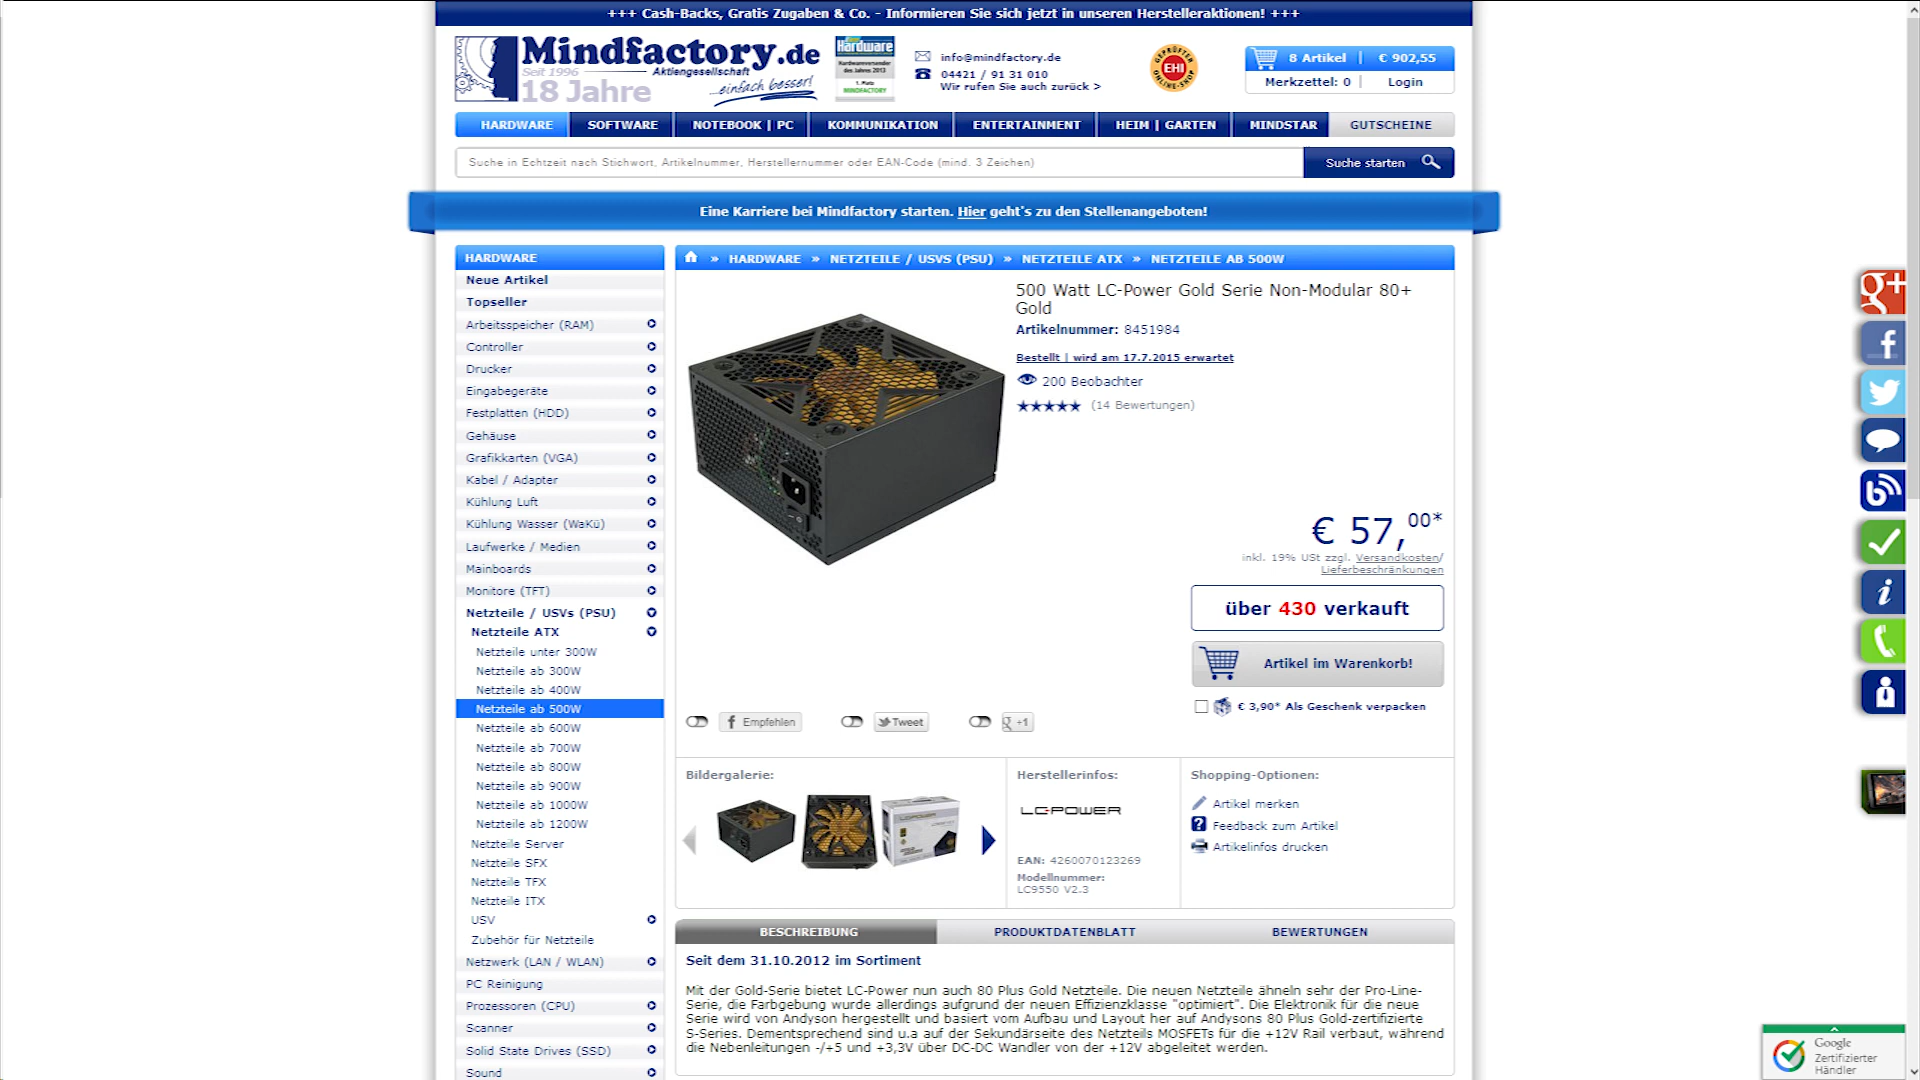 +++ Cash-Backs, Gratis Zugaben & Co. - Informieren Sie sich jetzt in unseren Herstelleraktionen! +++
Mindfactory.de
Seit 1996
Aktiengesellschaft
18 Jahre
...einfach besser!
Hardware
Hardwareversender
des Jahres 2013
1. Platz
MINDFACTORY
info@mindfactory.de
04421 / 91 31 010
Wir rufen Sie auch zurück >
GEPRÜFTER
EHI
ONLINE-SHOP
8 Artikel | € 902,55
Merkzettel: 0 | Login
HARDWARE
SOFTWARE
NOTEBOOK | PC
KOMMUNIKATION
ENTERTAINMENT
HEIM | GARTEN
MINDSTAR
GUTSCHEINE
Suche in Echtzeit nach Stichwort, Artikelnummer, Herstellernummer oder EAN-Code (mind. 3 Zeichen)
Suche starten
Eine Karriere bei Mindfactory starten. Hier geht's zu den Stellenangeboten!
HARDWARE
Neue Artikel
Topseller
Arbeitsspeicher (RAM)
Controller
Drucker
Eingabegeräte
Festplatten (HDD)
Gehäuse
Grafikkarten (VGA)
Kabel / Adapter
Kühlung Luft
Kühlung Wasser (WaKü)
Laufwerke / Medien
Mainboards
Monitore (TFT)
Netzteile / USVs (PSU)
Netzteile ATX
Netzteile unter 300W
Netzteile ab 300W
Netzteile ab 400W
Netzteile ab 500W
Netzteile ab 600W
Netzteile ab 700W
Netzteile ab 800W
Netzteile ab 900W
Netzteile ab 1000W
Netzteile ab 1200W
Netzteile Server
Netzteile SFX
Netzteile TFX
Netzteile ITX
USV
Zubehör für Netzteile
Netzwerk (LAN / WLAN)
PC Reinigung
Prozessoren (CPU)
Scanner
Solid State Drives (SSD)
Sound
» HARDWARE » NETZTEILE / USVS (PSU) » NETZTEILE ATX » NETZTEILE AB 500W
500 Watt LC-Power Gold Serie Non-Modular 80+
Gold
Artikelnummer: 8451984
Bestellt | wird am 17.7.2015 erwartet
200 Beobachter
★★★★★ (14 Bewertungen)
€ 57,00*
inkl. 19% USt zzgl. Versandkosten/
Lieferbeschränkungen
über 430 verkauft
Artikel im Warenkorb!
€ 3,90* Als Geschenk verpacken
Empfehlen
Tweet
+1
Bildergalerie:
LC-POWER
Herstellerinfos:
LC-POWER
EAN: 4260070123269
Modellnummer:
LC9550 V2.3
Shopping-Optionen:
Artikel merken
Feedback zum Artikel
Artikelinfos drucken
BESCHREIBUNG
PRODUKTDATENBLATT
BEWERTUNGEN
Seit dem 31.10.2012 im Sortiment
Mit der Gold-Serie bietet LC-Power nun auch 80 Plus Gold Netzteile. Die neuen Netzteile ähneln sehr der Pro-Line-
Serie, die Farbgebung wurde allerdings aufgrund der neuen Effizienzklasse "optimiert". Die Elektronik für die neue
Serie wird von Andyson hergestellt und basiert vom Aufbau und Layout her auf Andysons 80 Plus Gold-zertifizierte
S-Series. Dementsprechend sind u.a auf der Sekundärseite des Netzteils MOSFETs für die +12V Rail verbaut, während
die Nebenleitungen -/+5 und +3,3V über DC-DC Wandler von der +12V abgeleitet werden.
g+
f
b
i
Google
Zertifizierter
Händler